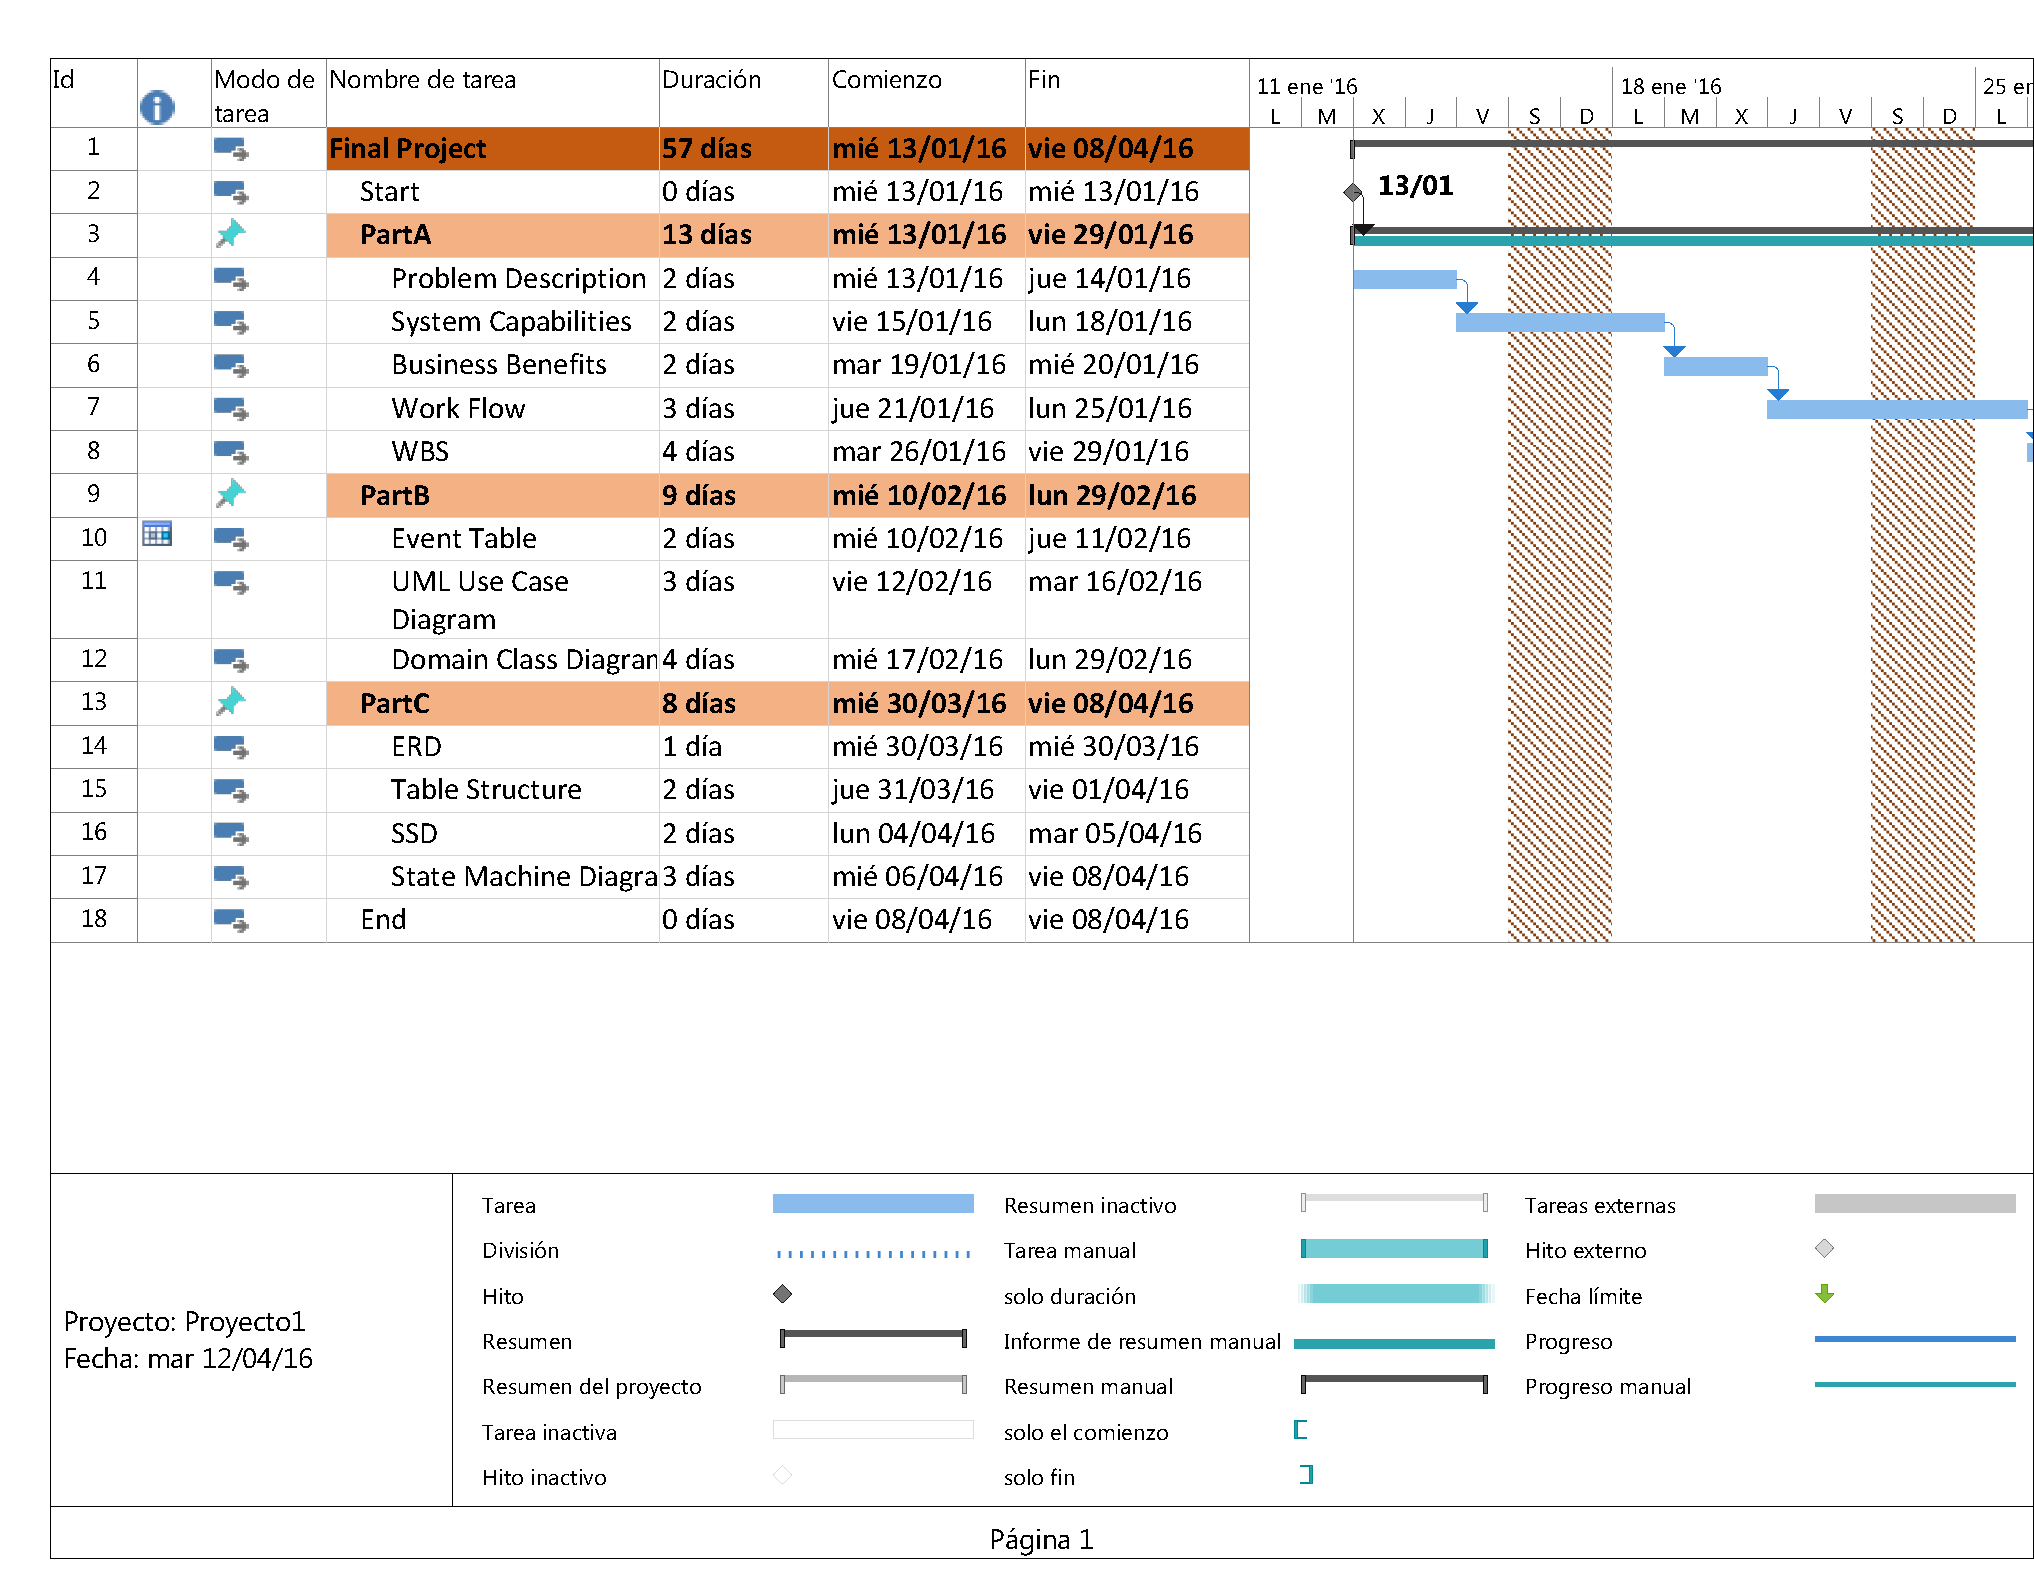 Id Modo de tarea Nombre de tarea Duración Comienzo Fin
11 ene '16 18 ene '16
L M X J V S D L M X J V S D L
1 Final Project 57 días mié 13/01/16 vie 08/04/16
2 Start 0 días mié 13/01/16 mié 13/01/16 13/01
3 PartA 13 días mié 13/01/16 vie 29/01/16
4 Problem Description 2 días mié 13/01/16 jue 14/01/16
5 System Capabilities 2 días vie 15/01/16 lun 18/01/16
6 Business Benefits 2 días mar 19/01/16 mié 20/01/16
7 Work Flow 3 días jue 21/01/16 lun 25/01/16
8 WBS 4 días mar 26/01/16 vie 29/01/16
9 PartB 9 días mié 10/02/16 lun 29/02/16
10 Event Table 2 días mié 10/02/16 jue 11/02/16
11 UML Use Case Diagram 3 días vie 12/02/16 mar 16/02/16
12 Domain Class Diagram 4 días mié 17/02/16 lun 29/02/16
13 PartC 8 días mié 30/03/16 vie 08/04/16
14 ERD 1 día mié 30/03/16 mié 30/03/16
15 Table Structure 2 días jue 31/03/16 vie 01/04/16
16 SSD 2 días lun 04/04/16 mar 05/04/16
17 State Machine Diagra 3 días mié 06/04/16 vie 08/04/16
18 End 0 días vie 08/04/16 vie 08/04/16
Proyecto: Proyecto1
Fecha: mar 12/04/16
Tarea
División
Hito
Resumen
Resumen del proyecto
Tarea inactiva
Hito inactivo
Resumen inactivo
Tarea manual
solo duración
Informe de resumen manual
Resumen manual
solo el comienzo
solo fin
Tareas externas
Hito externo
Fecha límite
Progreso
Progreso manual
Página 1